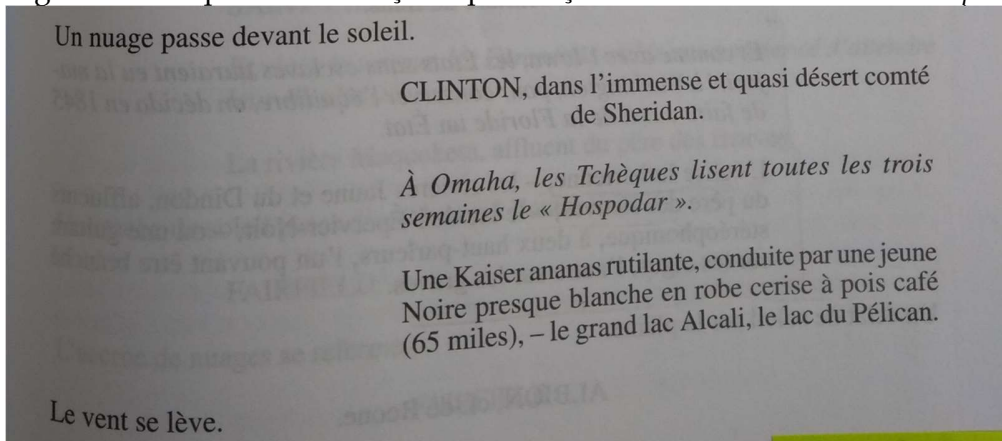 Un nuage passe devant le soleil.
CLINTON, dans l'immense et quasi désert comté
de Sheridan.
À Omaha, les Tchèques lisent toutes les trois
semaines le « Hospodar ».
Une Kaiser ananas rutilante, conduite par une jeune
Noire presque blanche en robe cerise à pois café
(65 miles), – le grand lac Alcali, le lac du Pélican.
Le vent se lève.